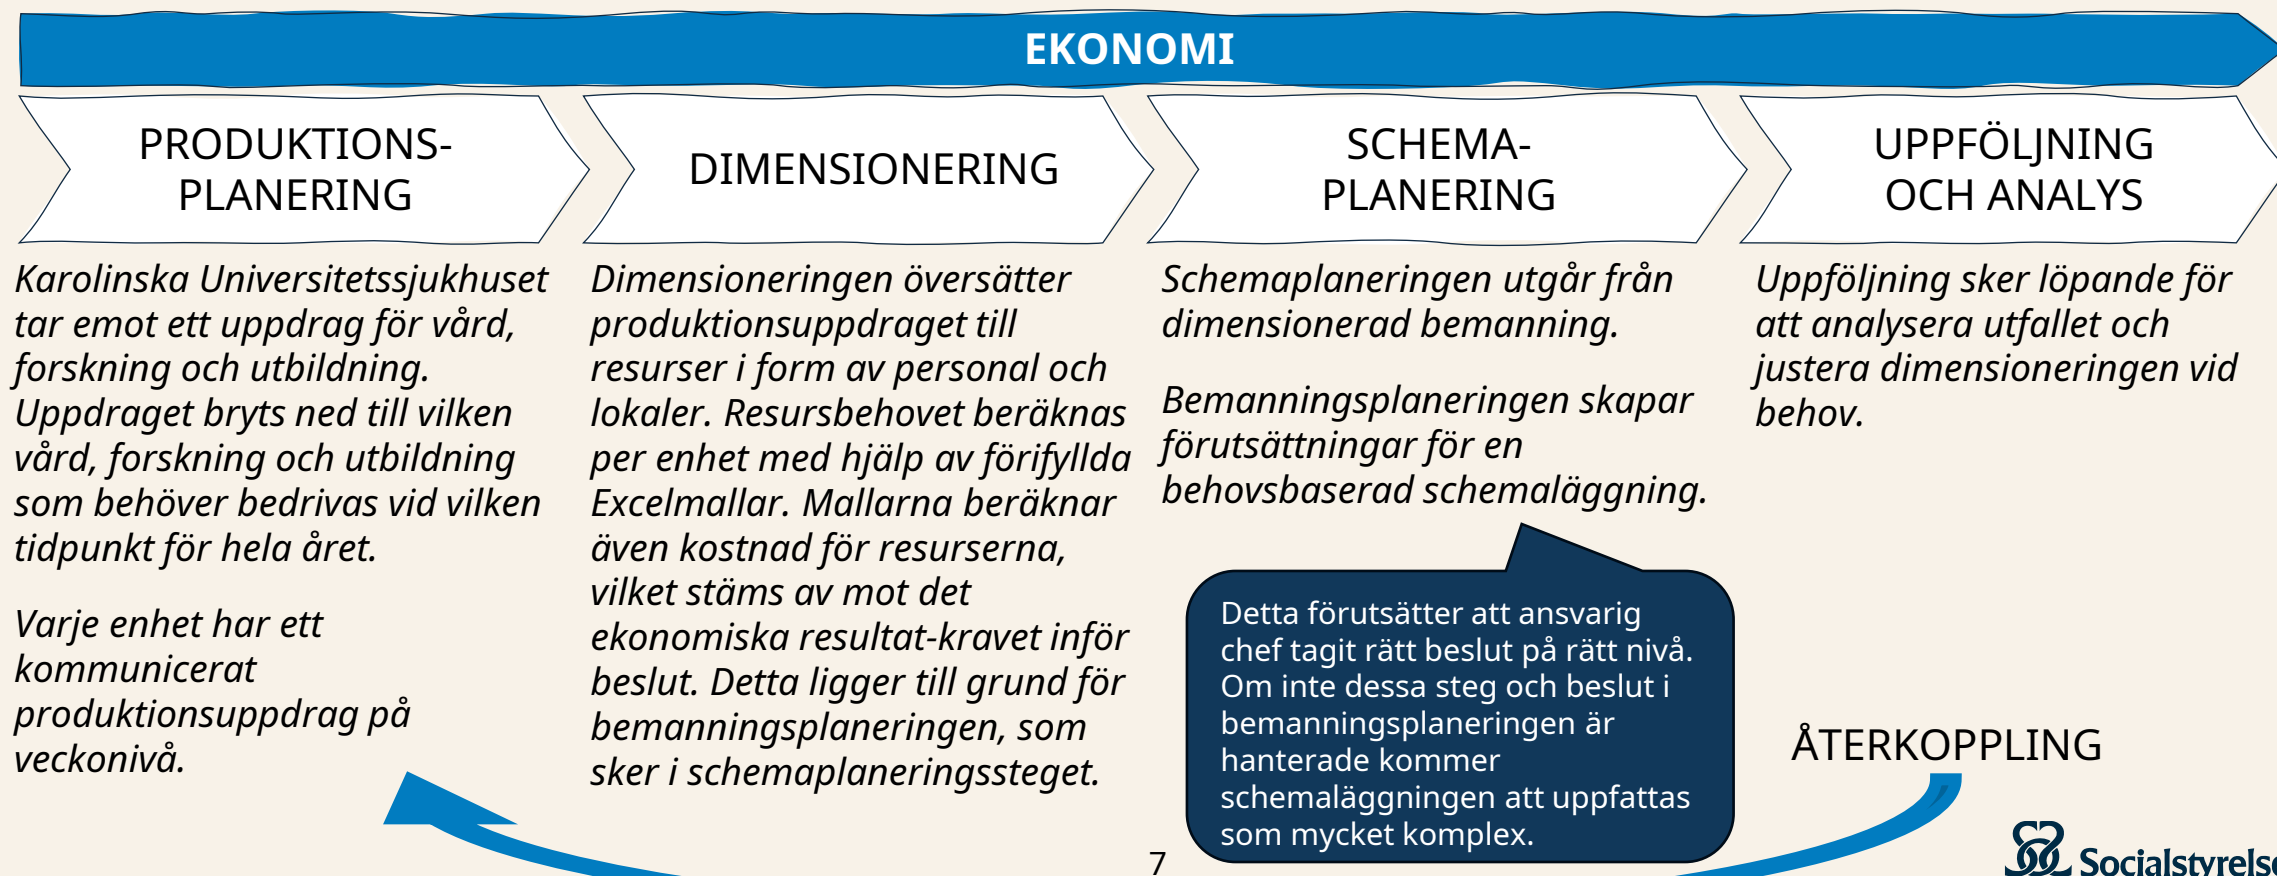 EKONOMI
PRODUKTIONS-
PLANERING
DIMENSIONERING
SCHEMA-
PLANERING
UPPFÖLJNING
OCH ANALYS
Karolinska Universitetssjukhuset
tar emot ett uppdrag för vård,
forskning och utbildning.
Uppdraget bryts ned till vilken
vård, forskning och utbildning
som behöver bedrivas vid vilken
tidpunkt för hela året.
Varje enhet har ett
kommunicerat
produktionsuppdrag på
veckonivå.
Dimensioneringen översätter
produktionsuppdraget till
resurser i form av personal och
lokaler. Resursbehovet beräknas
per enhet med hjälp av förifyllda
Excelmallar. Mallarna beräknar
även kostnad för resurserna,
vilket stäms av mot det
ekonomiska resultat-kravet inför
beslut. Detta ligger till grund för
bemanningsplaneringen, som
sker i schemaplaneringssteget.
Schemaplaneringen utgår från
dimensionerad bemanning.
Bemanningsplaneringen skapar
förutsättningar för en
behovsbaserad schemaläggning.
Detta förutsätter att ansvarig
chef tagit rätt beslut på rätt nivå.
Om inte dessa steg och beslut i
bemanningsplaneringen är
hanterade kommer
schemaläggningen att uppfattas
som mycket komplex.
Uppföljning sker löpande för
att analysera utfallet och
justera dimensioneringen vid
behov.
ÅTERKOPPLING
7
Socialstyrelse